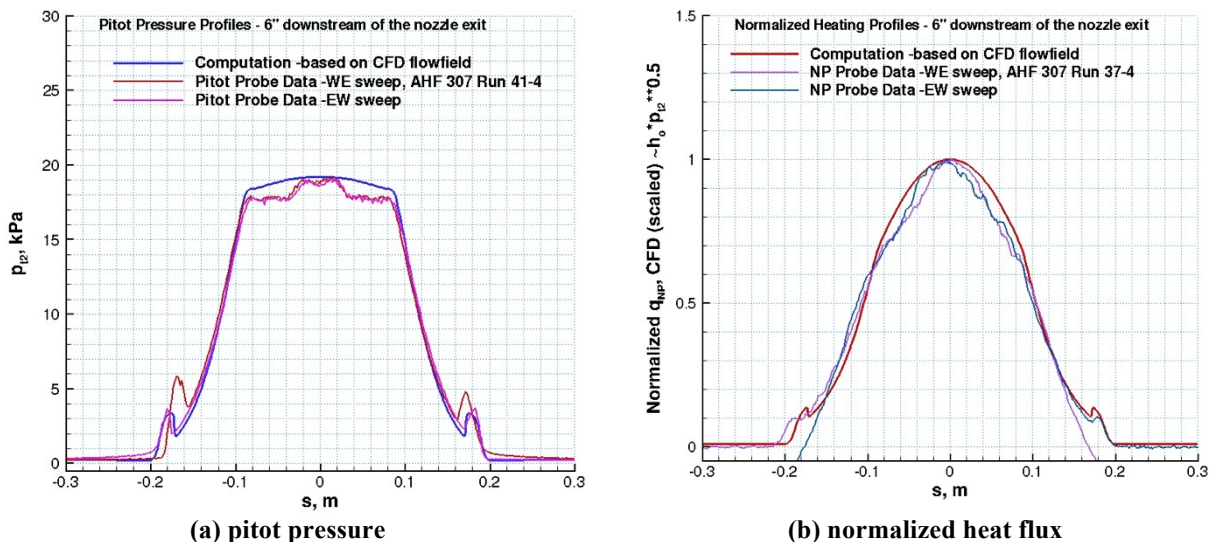 Pitot Pressure Profiles - 6" downstream of the nozzle exit
Computation -based on CFD flowfield
Pitot Probe Data -WE sweep, AHF 307 Run 41-4
Pitot Probe Data -EW sweep
30
25
20
15
10
5
0
p_t2, kPa
-0.3 -0.2 -0.1 0 0.1 0.2 0.3
s, m
(a) pitot pressure
Normalized Heating Profiles - 6" downstream of the nozzle exit
Computation -based on CFD flowfield
NP Probe Data -WE sweep, AHF 307 Run 37-4
NP Probe Data -EW sweep
1.5
1
0.5
0
Normalized q_NP, CFD (scaled) ~h_o*p_t2**0.5
-0.3 -0.2 -0.1 0 0.1 0.2 0.3
s, m
(b) normalized heat flux